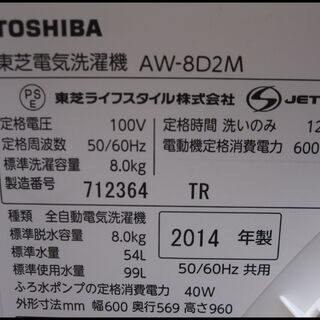 TOSHIBA
東芝電気洗濯機 AW-8D2M
PSE 東芝ライフスタイル株式会社 S JET
定格電圧 100V 定格時間 洗いのみ 12
定格周波数 50/60Hz 電動機定格消費電力 600
標準洗濯容量 8.0kg
製造番号 712364 TR
種類 全自動電気洗濯機
標準脱水容量 8.0kg 2014 年製
標準水量 54L
標準使用水量 99L 50/60Hz 共用
ふろ水ポンプの定格消費電力 40W
外形寸法mm 幅600 奥行569 高さ960